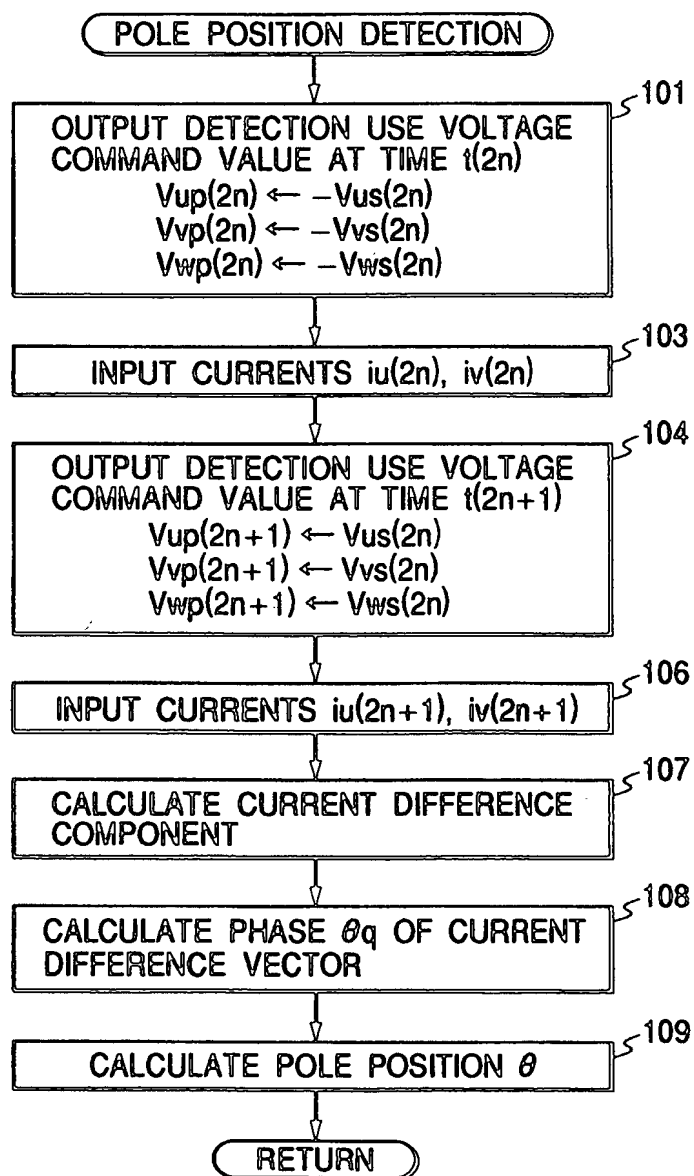 POLE POSITION DETECTION
101
OUTPUT DETECTION USE VOLTAGE
COMMAND VALUE AT TIME t(2n)
Vup(2n) ← -Vus(2n)
Vvp(2n) ← -Vvs(2n)
Vwp(2n) ← -Vws(2n)
103
INPUT CURRENTS iu(2n), iv(2n)
104
OUTPUT DETECTION USE VOLTAGE
COMMAND VALUE AT TIME t(2n+1)
Vup(2n+1) ← Vus(2n)
Vvp(2n+1) ← Vvs(2n)
Vwp(2n+1) ← Vws(2n)
106
INPUT CURRENTS iu(2n+1), iv(2n+1)
107
CALCULATE CURRENT DIFFERENCE
COMPONENT
108
CALCULATE PHASE θq OF CURRENT
DIFFERENCE VECTOR
109
CALCULATE POLE POSITION θ
RETURN